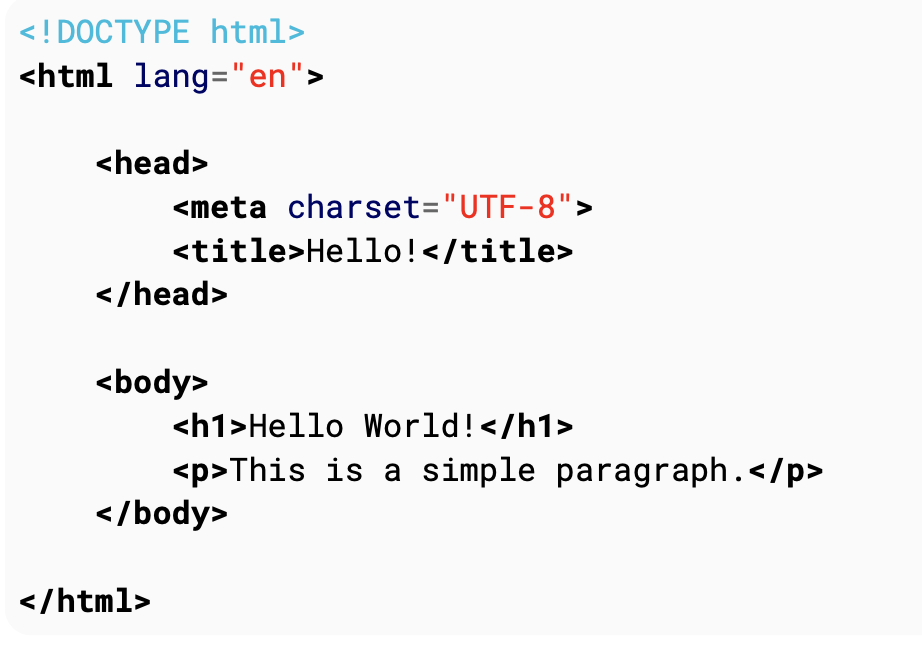 <!DOCTYPE html>
<html lang="en">
<head>
<meta charset="UTF-8">
<title>Hello!</title>
</head>
<body>
<h1>Hello World!</h1>
<p>This is a simple paragraph.</p>
</body>
</html>